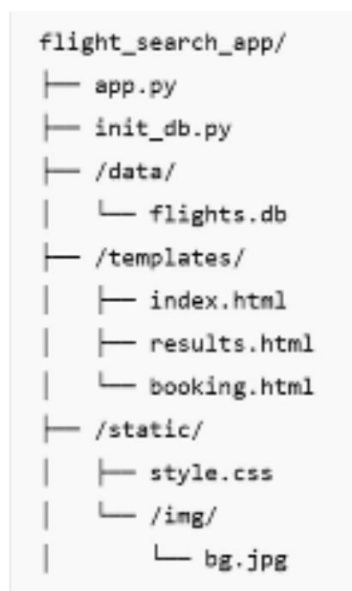 flight_search_app/
├── app.py
├── init_db.py
├── /data/
│   └── flights.db
├── /templates/
│   ├── index.html
│   ├── results.html
│   └── booking.html
├── /static/
│   ├── style.css
│   └── /img/
│       └── bg.jpg